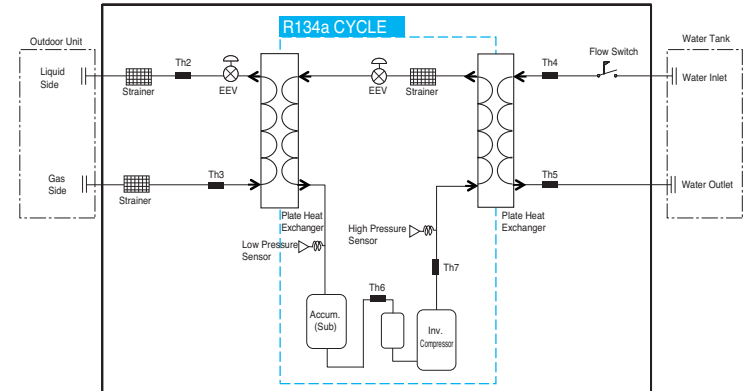 R134a CYCLE
Outdoor Unit
Water Tank
Flow Switch
Th2
Th4
Liquid
Side
Strainer
EEV
EEV
Strainer
Water Inlet
Gas
Side
Th3
Th5
Strainer
Water Outlet
Plate Heat
Exchanger
Plate Heat
Exchanger
High Pressure
Sensor
Low Pressure
Sensor
Th7
Th6
Accum.
(Sub)
Inv.
Compressor